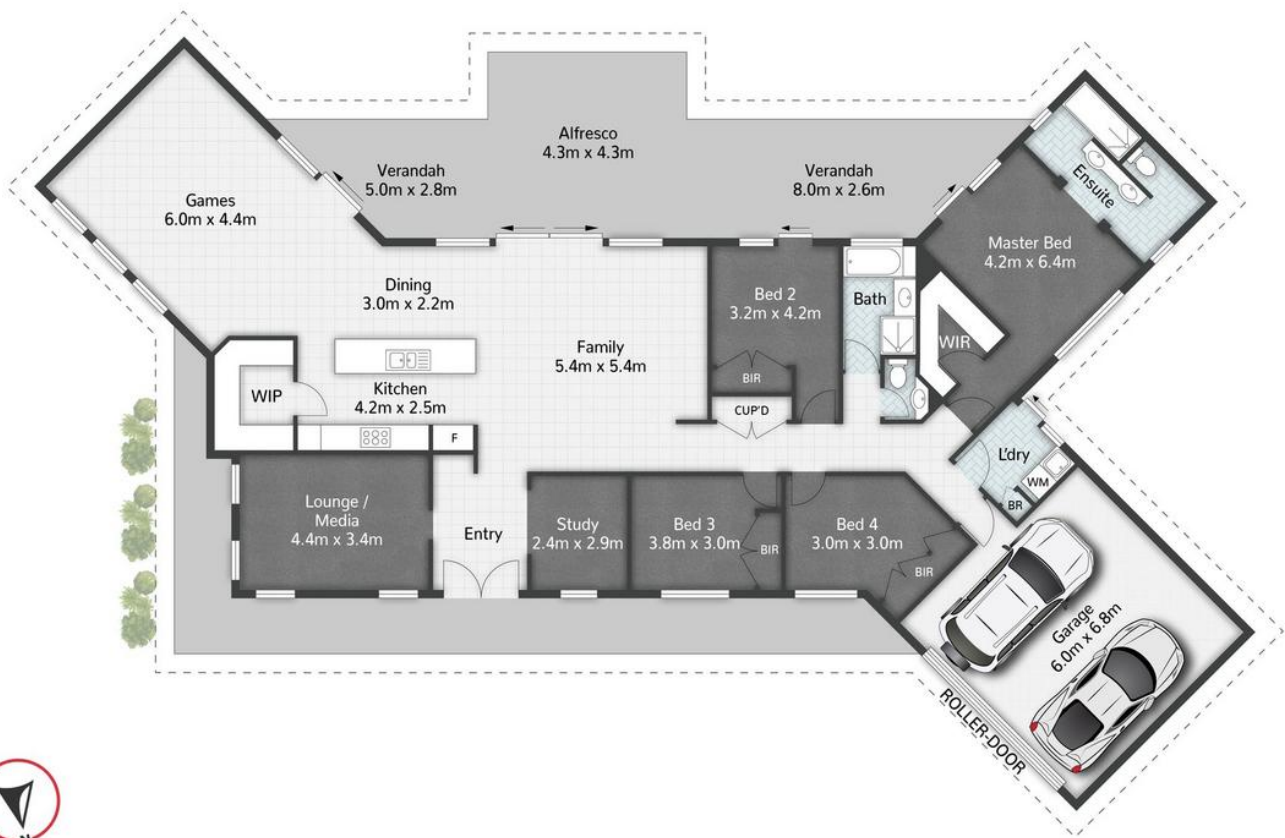 Alfresco
4.3m x 4.3m
Verandah
5.0m x 2.8m
Verandah
8.0m x 2.6m
Games
6.0m x 4.4m
Ensuite
Master Bed
4.2m x 6.4m
Dining
3.0m x 2.2m
Bed 2
3.2m x 4.2m
Bath
Family
5.4m x 5.4m
WIR
BIR
WIP
Kitchen
4.2m x 2.5m
CUP'D
F
L'dry
WM
BR
Lounge /
Media
4.4m x 3.4m
Entry
Study
2.4m x 2.9m
Bed 3
3.8m x 3.0m
BIR
Bed 4
3.0m x 3.0m
BIR
Garage
6.0m x 6.8m
ROLLER-DOOR
N